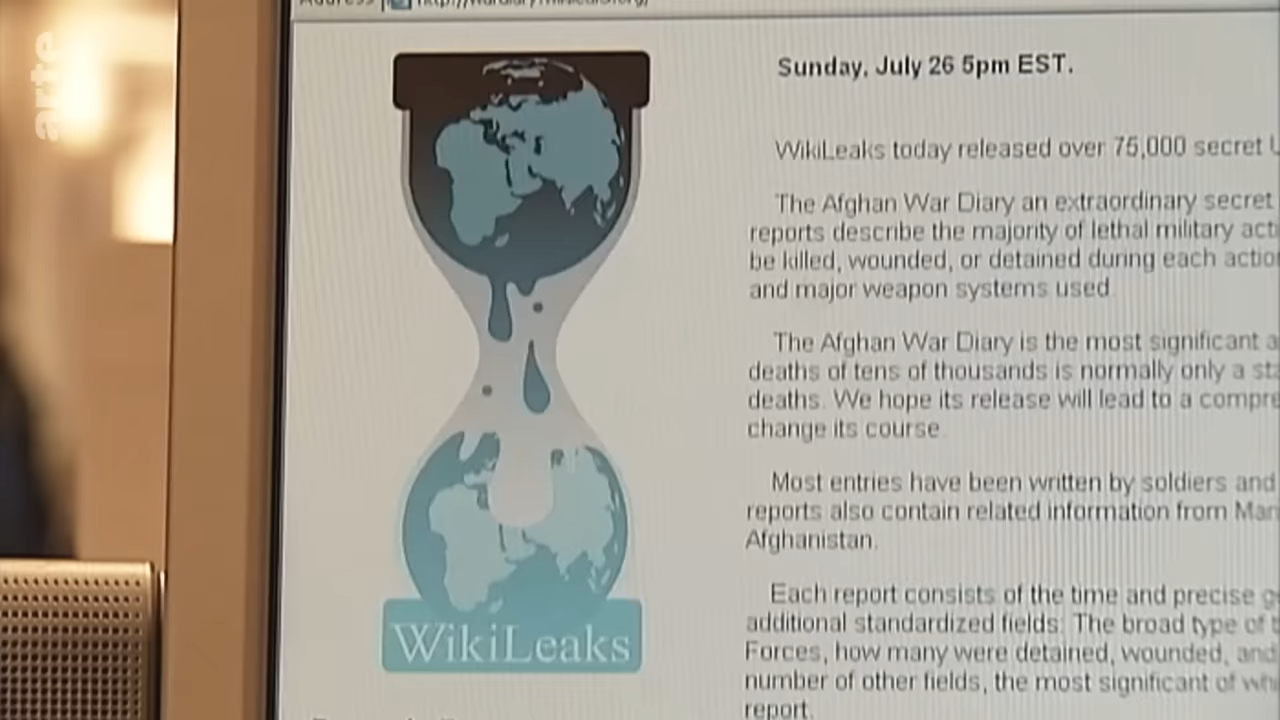 arte
Sunday, July 26 5pm EST.
WikiLeaks today released over 75,000 secret
The Afghan War Diary an extraordinary secret
reports describe the majority of lethal military
be killed, wounded, or detained during each
and major weapon systems used
The Afghan War Diary is the most significant
deaths of tens of thousands is normally only a
deaths. We hope its release will lead to a
change its course
Most entries have been written by soldiers and
reports also contain related information from
Afghanistan.
Each report consists of the time and precise
additional standardized fields: The broad type of
Forces, how many were detained, wounded, and
number of other fields, the most significant of
report.
WikiLeaks